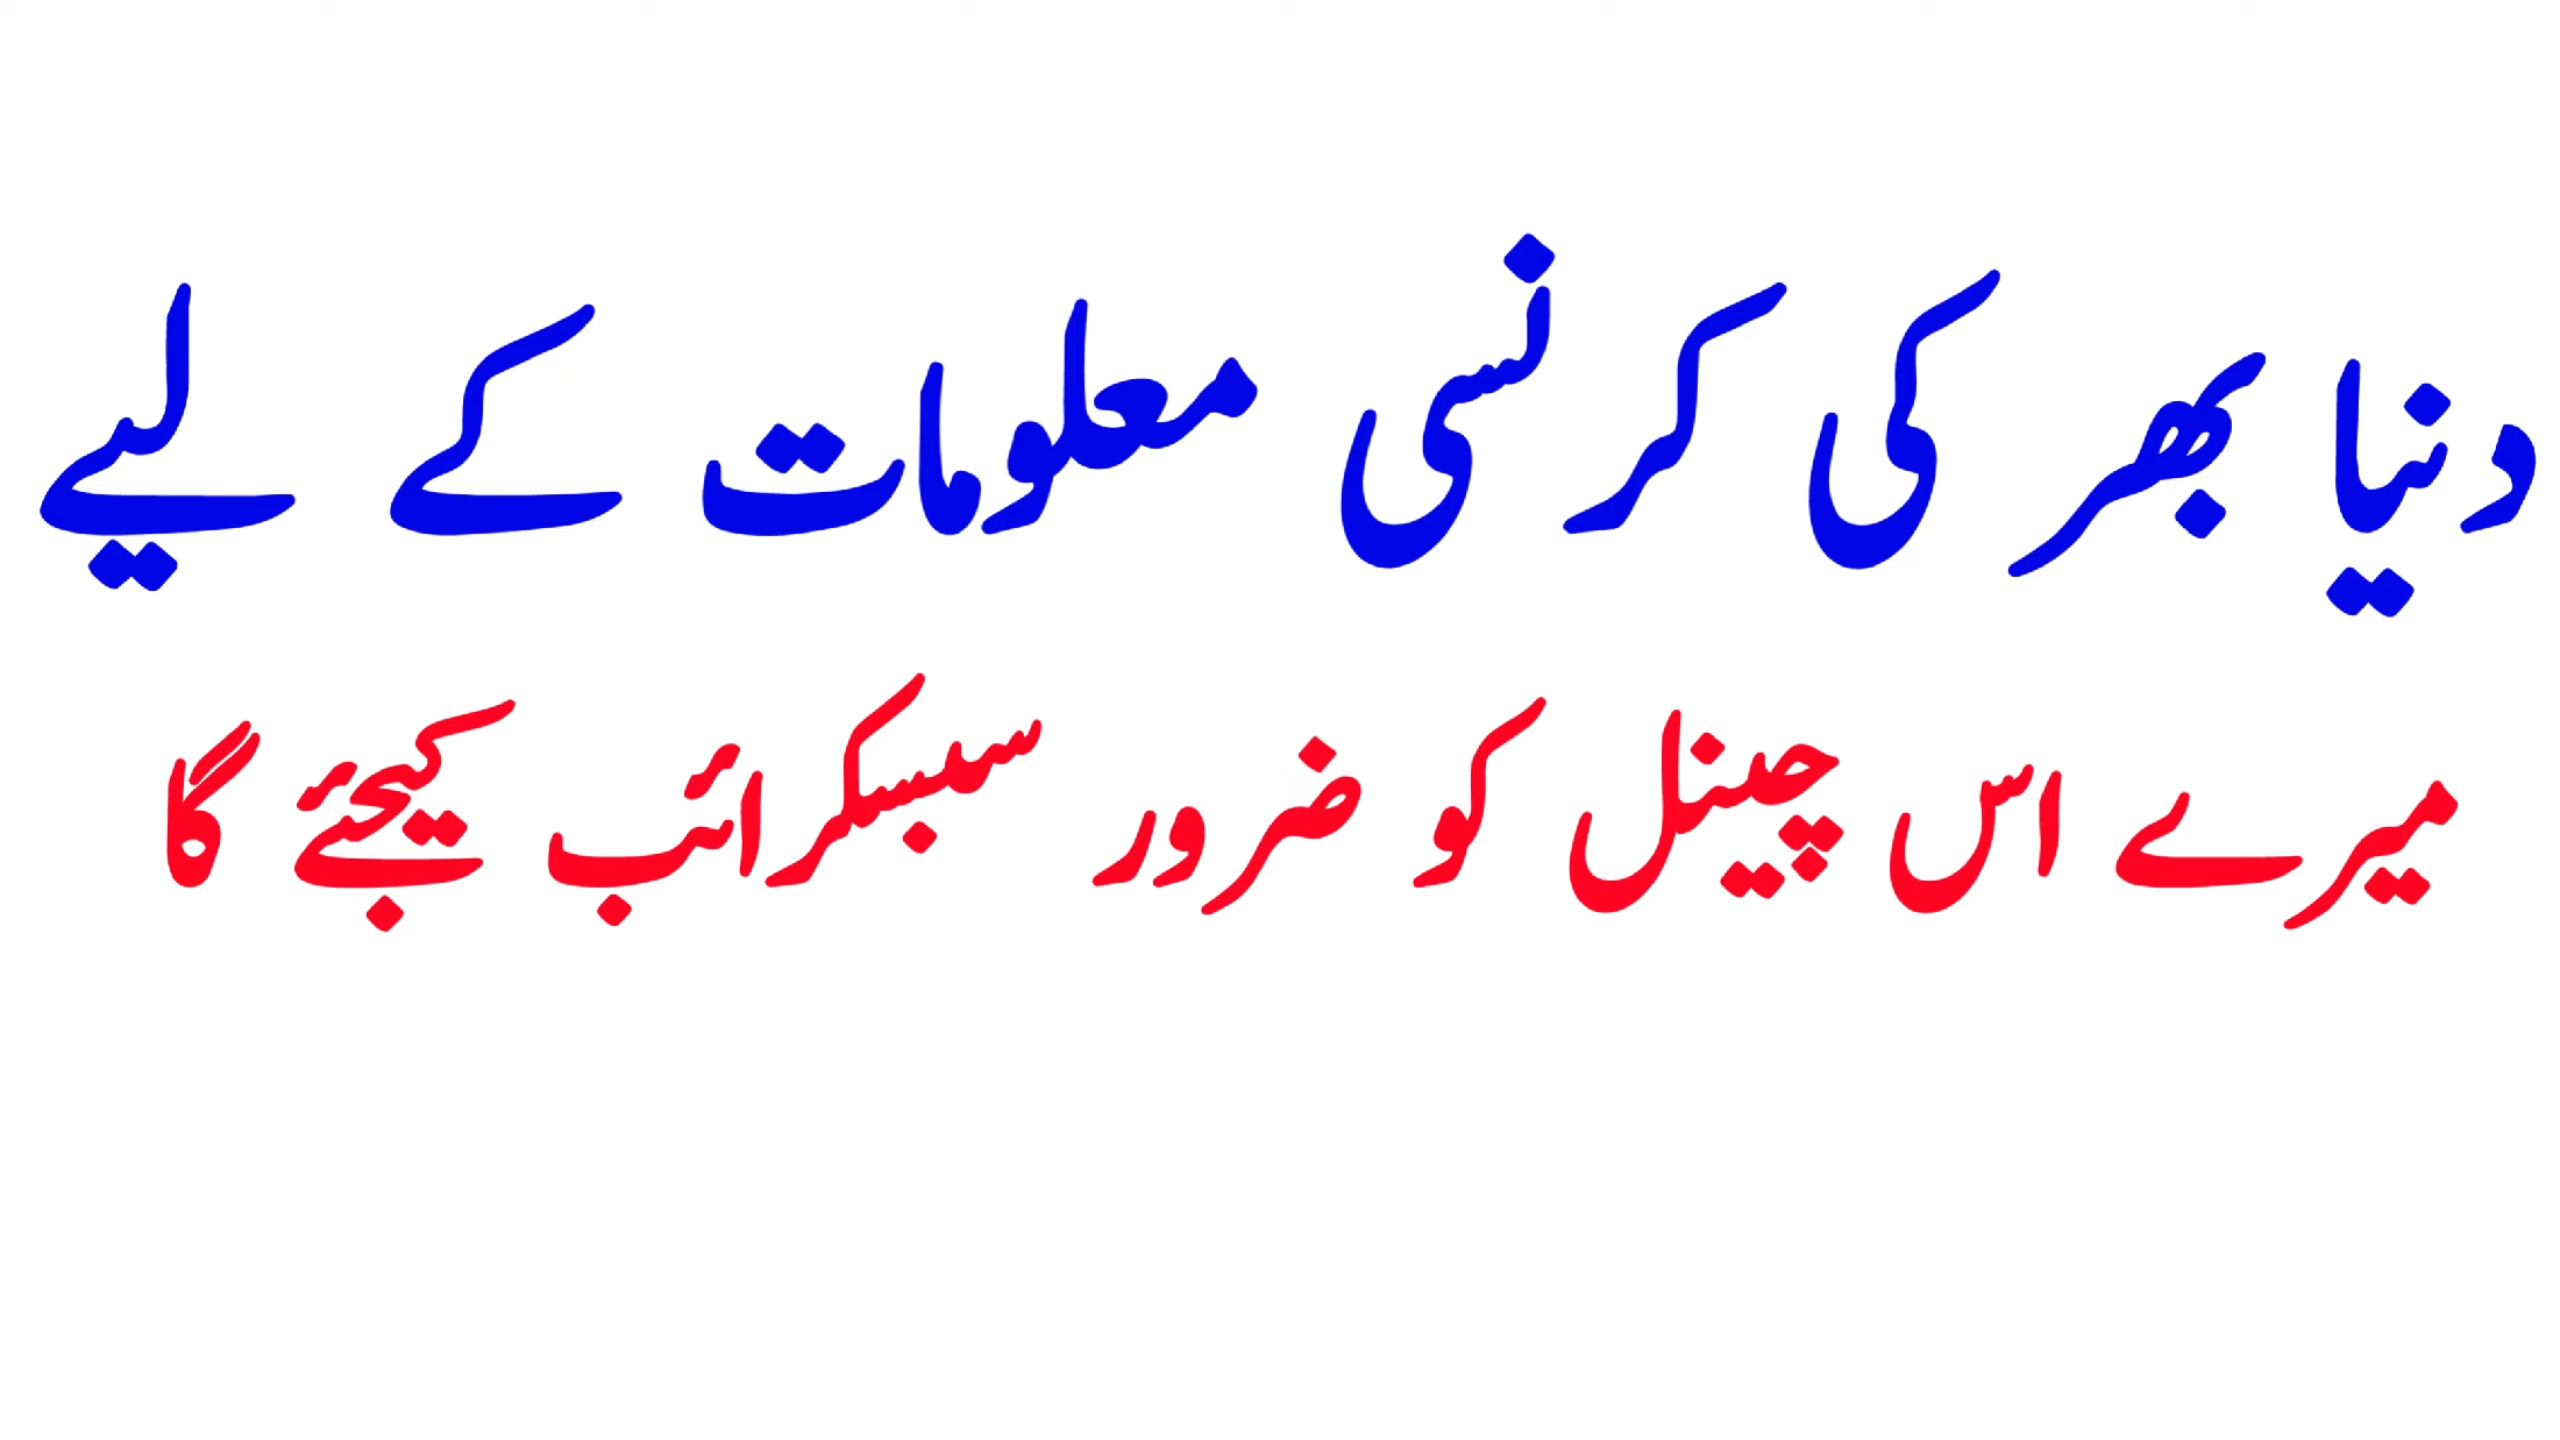 دنیا بھر کی کرنسی معلومات کے لیے
میرے اس چینل کو ضرور سبسکرائب کیجئے گا